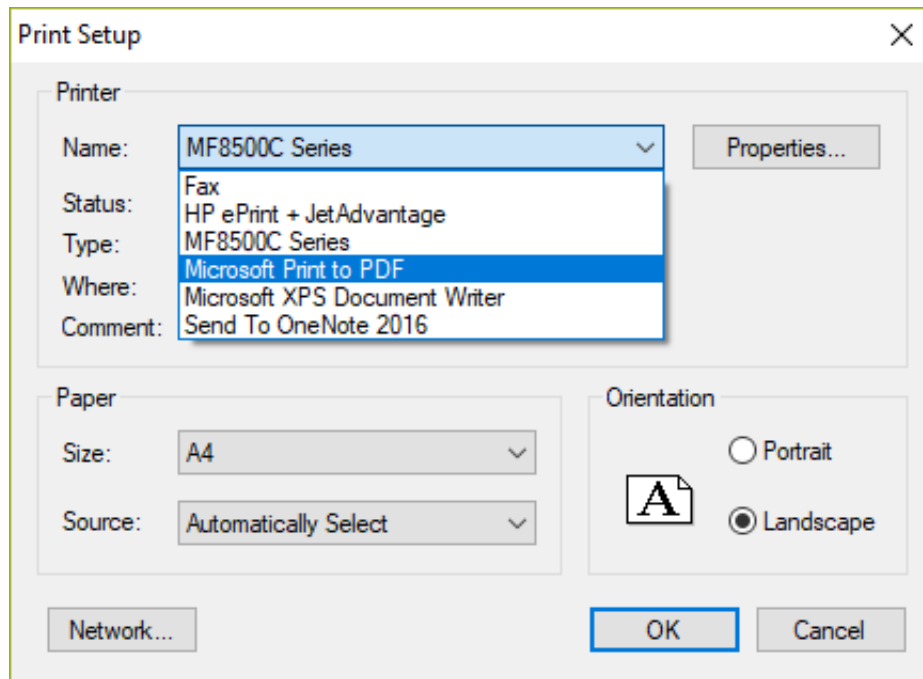 Print Setup
Printer
Name: MF8500C Series Properties...
Fax
Status:
HP ePrint + JetAdvantage
Type:
MF8500C Series
Microsoft Print to PDF
Where:
Microsoft XPS Document Writer
Comment:
Send To OneNote 2016
Paper
Size: A4
Source: Automatically Select
Orientation
A
Portrait
Landscape
Network...
OK
Cancel